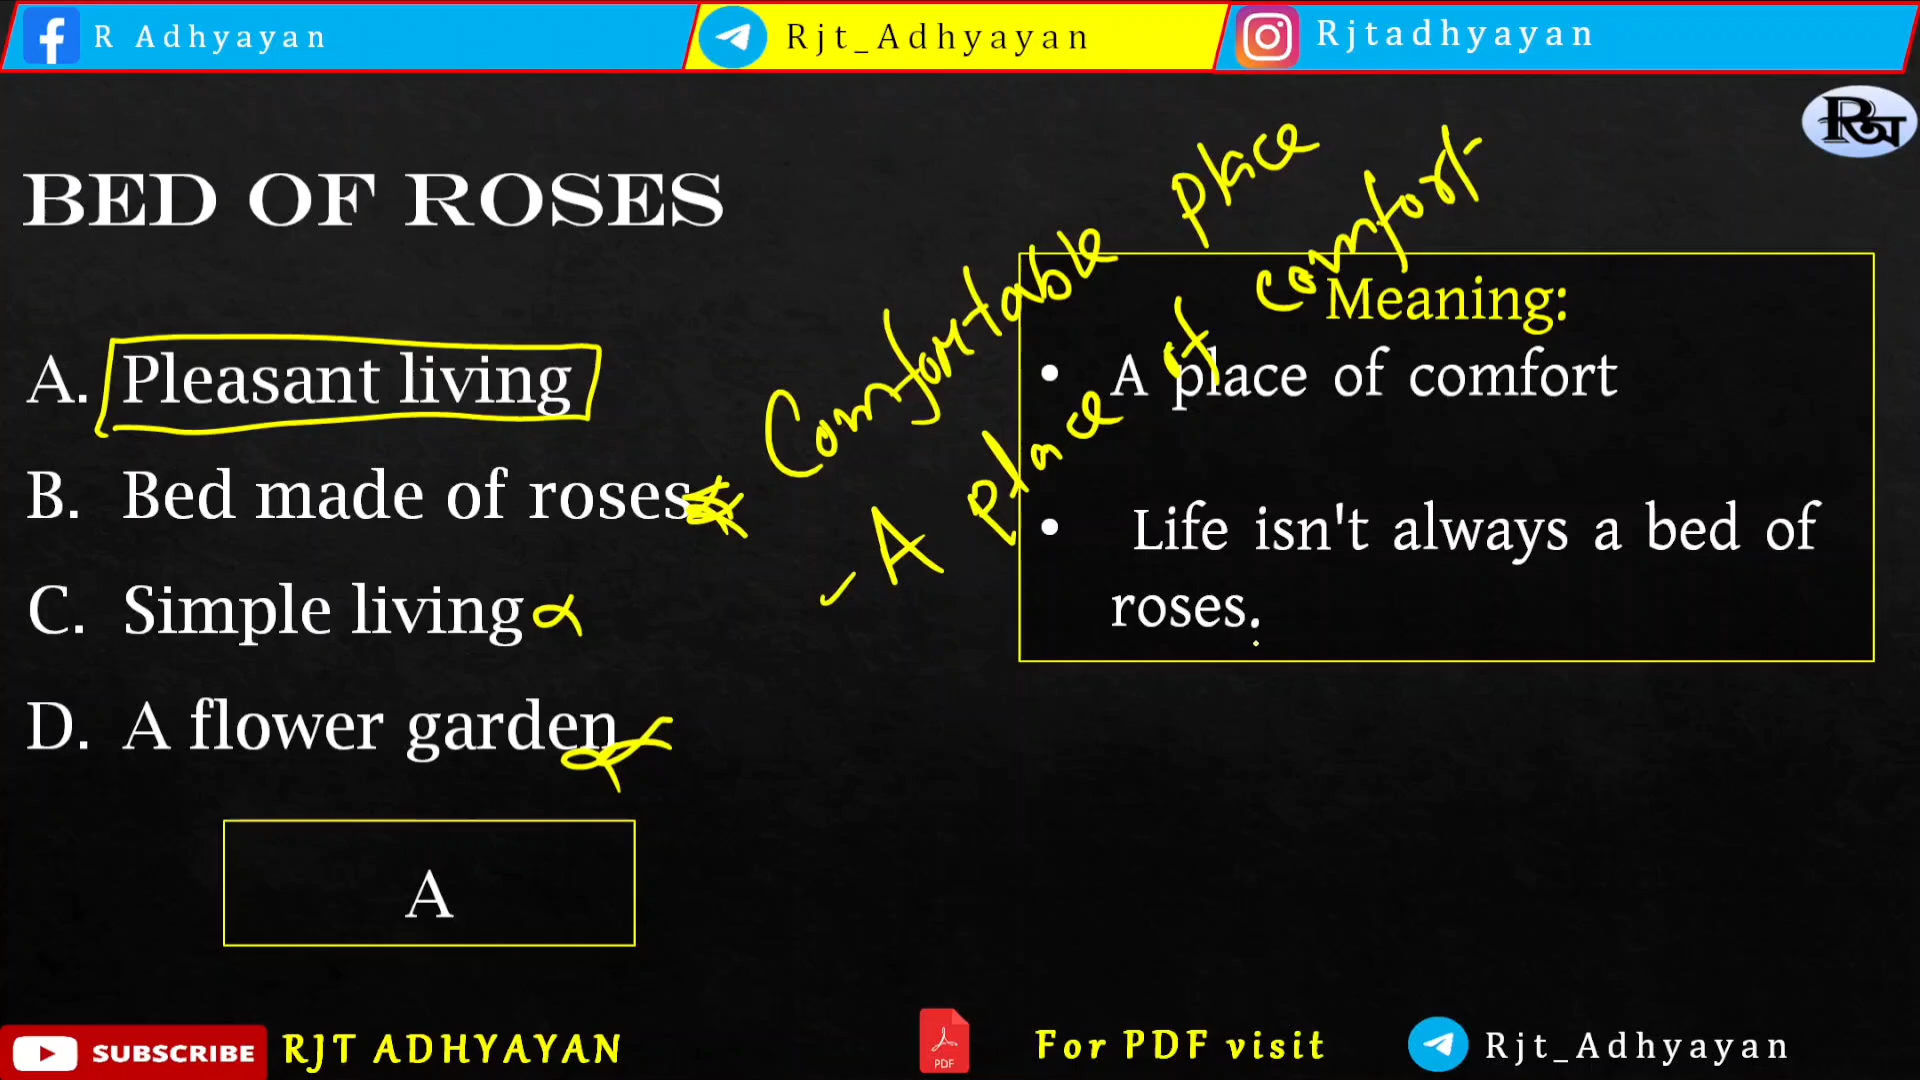 R Adhyayan
Rjt_Adhyayan
Rjtadhyayan
BED OF ROSES
A. Pleasant living
B. Bed made of roses
C. Simple living
D. A flower garden
A
Comfortable place
- A place of comfort
Meaning:
• A place of comfort
• Life isn't always a bed of
roses.
SUBSCRIBE
RJT ADHYAYAN
PDF
For PDF visit
Rjt_Adhyayan